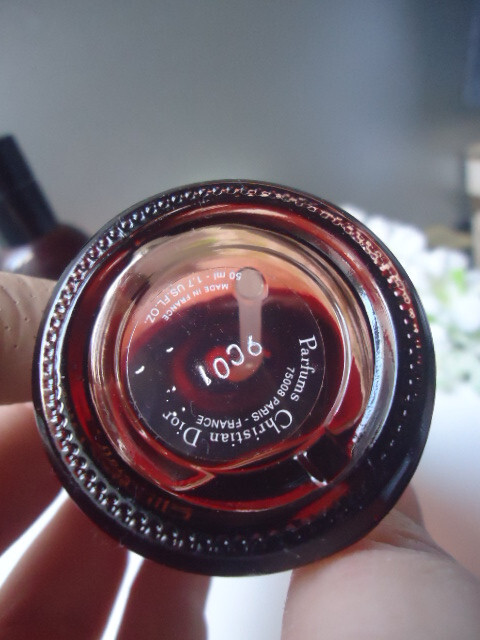 Parfums Christian Dior
75008 PARIS - FRANCE
9C01
50 ml - 1.7 US FL.OZ.
MADE IN FRANCE